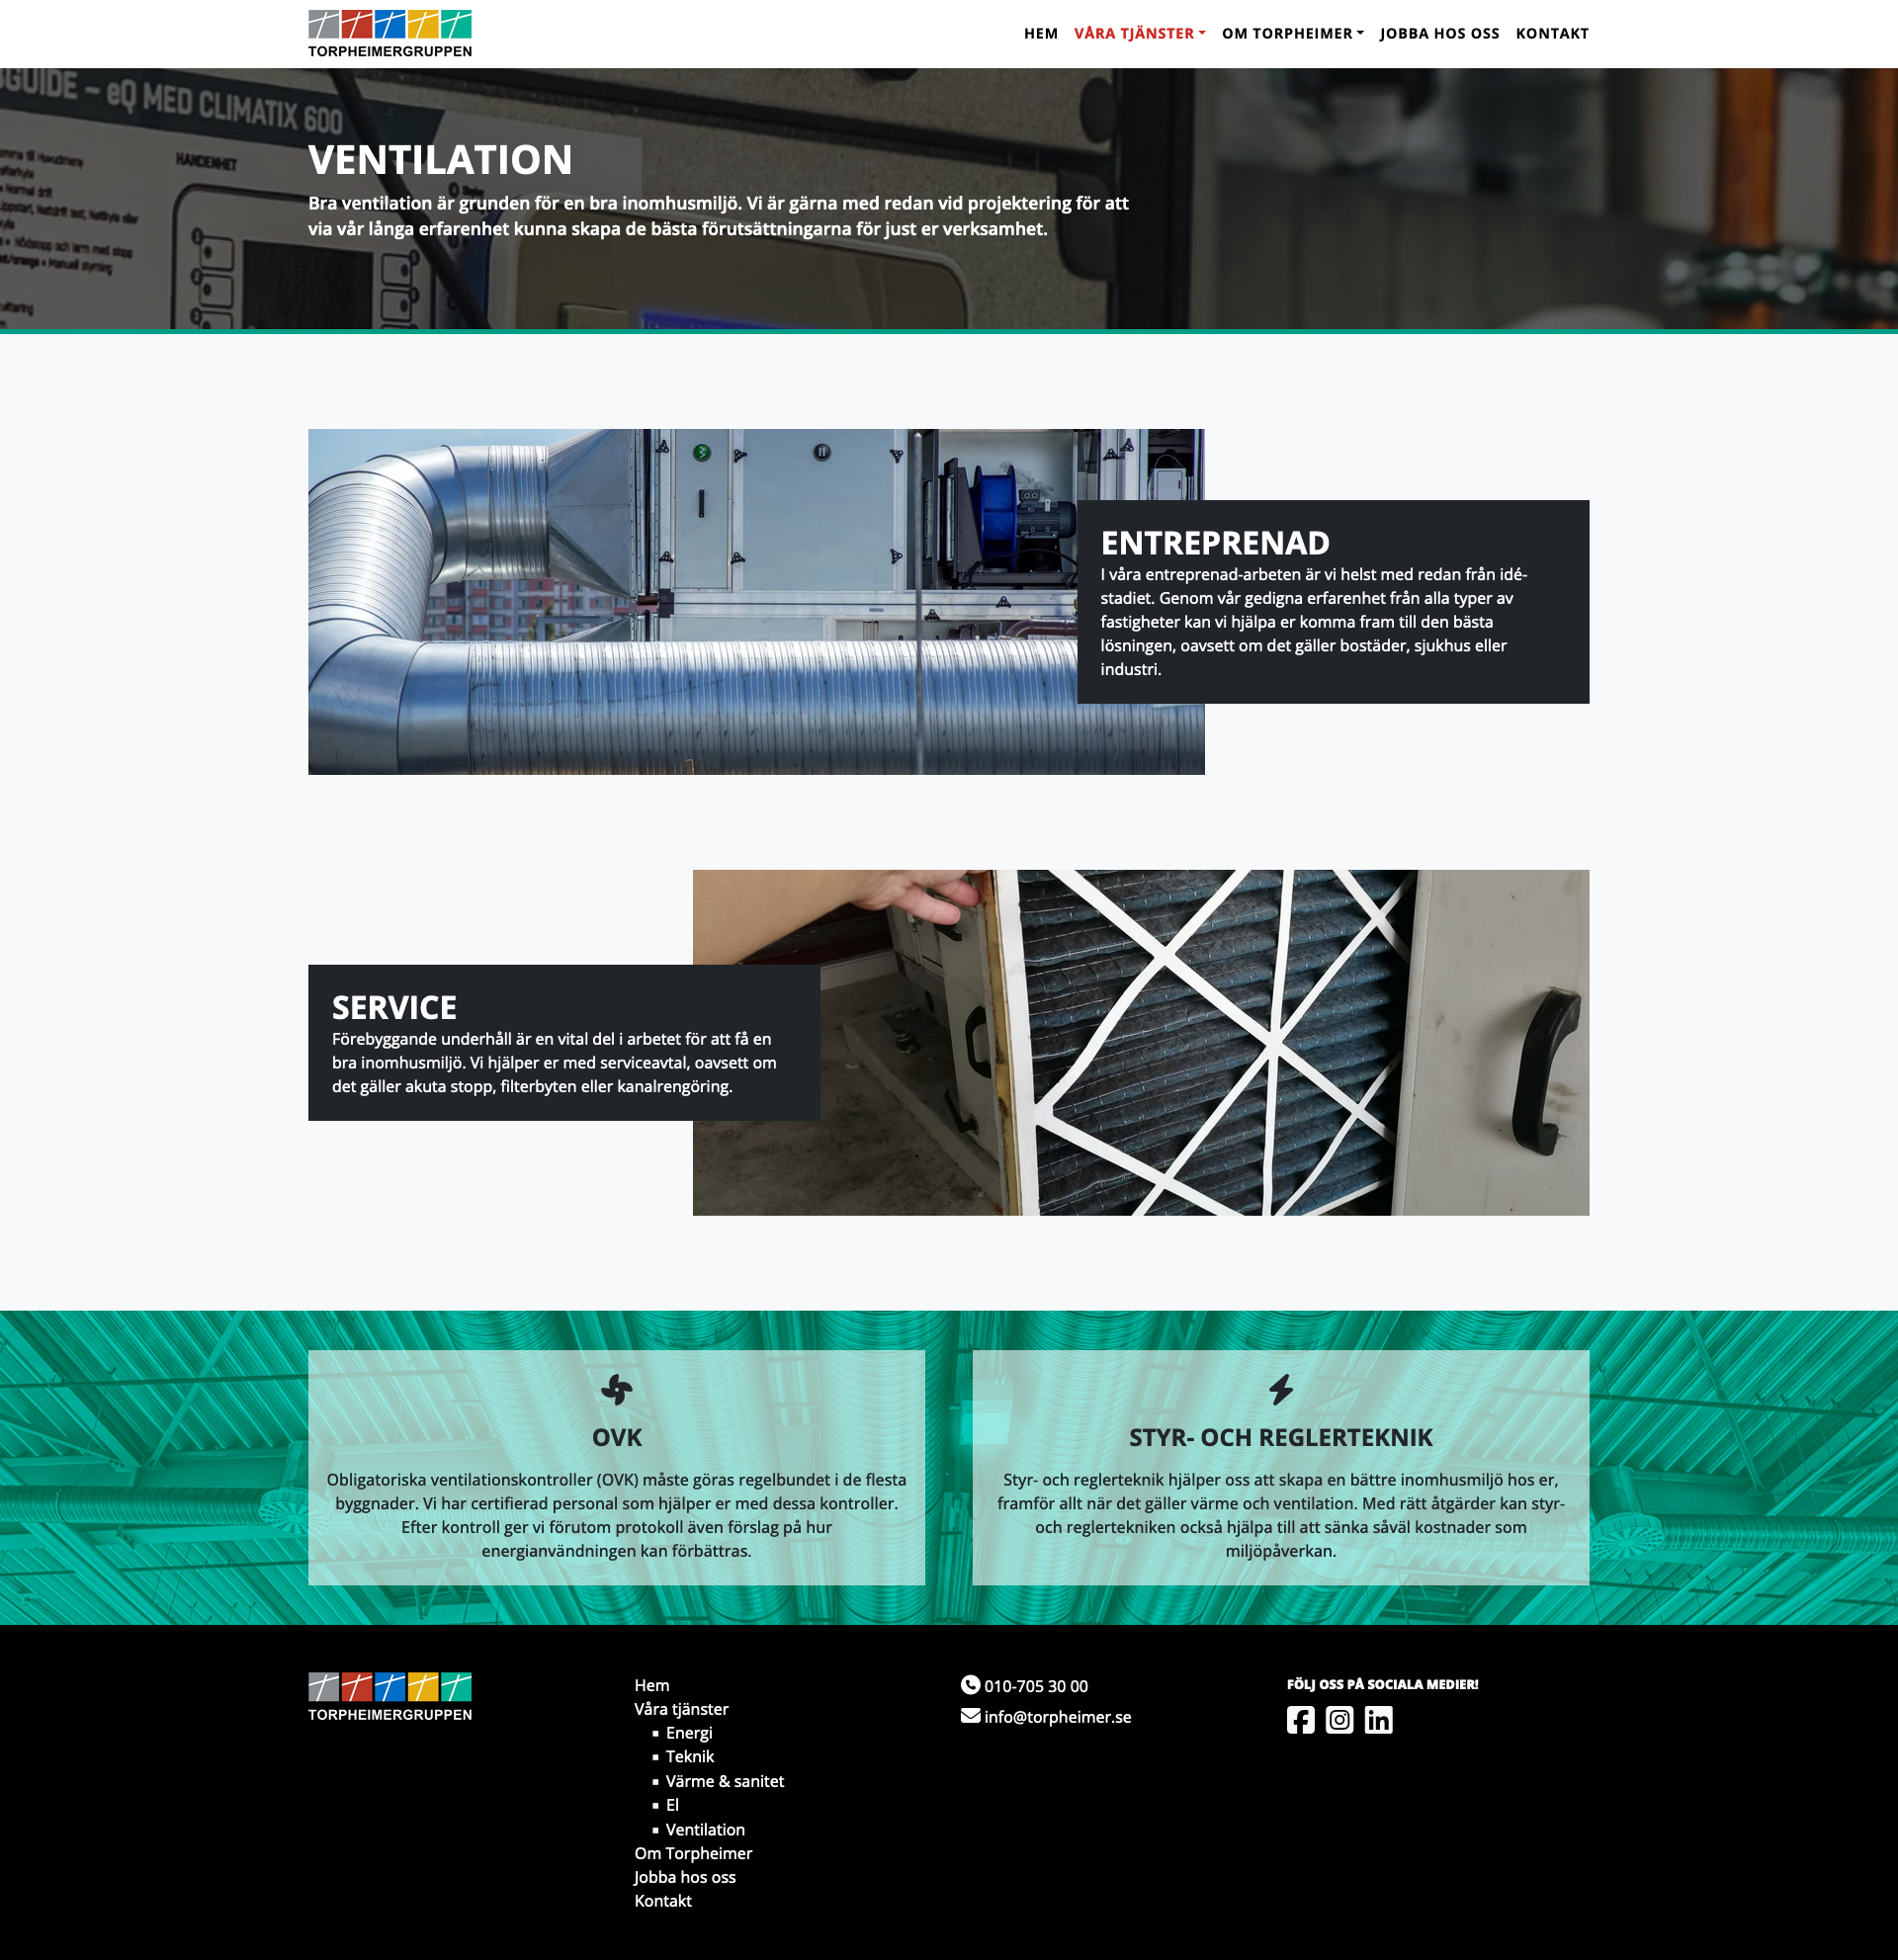 TORPHEIMERGRUPPEN
HEM VÅRA TJÄNSTER OM TORPHEIMER JOBBA HOS OSS KONTAKT
GUIDE – eQ MED CLIMATIX 600
HANDENHET
VENTILATION
Bra ventilation är grunden för en bra inomhusmiljö. Vi är gärna med redan vid projektering för att
via vår långa erfarenhet kunna skapa de bästa förutsättningarna för just er verksamhet.
ENTREPRENAD
I våra entreprenad-arbeten är vi helst med redan från idé-
stadiet. Genom vår gedigna erfarenhet från alla typer av
fastigheter kan vi hjälpa er komma fram till den bästa
lösningen, oavsett om det gäller bostäder, sjukhus eller
industri.
SERVICE
Förebyggande underhåll är en vital del i arbetet för att få en
bra inomhusmiljö. Vi hjälper er med serviceavtal, oavsett om
det gäller akuta stopp, filterbyten eller kanalrengöring.
OVK
Obligatoriska ventilationskontroller (OVK) måste göras regelbundet i de flesta
byggnader. Vi har certifierad personal som hjälper er med dessa kontroller.
Efter kontroll ger vi förutom protokoll även förslag på hur
energianvändningen kan förbättras.
STYR- OCH REGLERTEKNIK
Styr- och reglerteknik hjälper oss att skapa en bättre inomhusmiljö hos er,
framför allt när det gäller värme och ventilation. Med rätt åtgärder kan styr-
och reglertekniken också hjälpa till att sänka såväl kostnader som
miljöpåverkan.
TORPHEIMERGRUPPEN
Hem
Våra tjänster
Energi
Teknik
Värme & sanitet
El
Ventilation
Om Torpheimer
Jobba hos oss
Kontakt
010-705 30 00
info@torpheimer.se
FÖLJ OSS PÅ SOCIALA MEDIER!